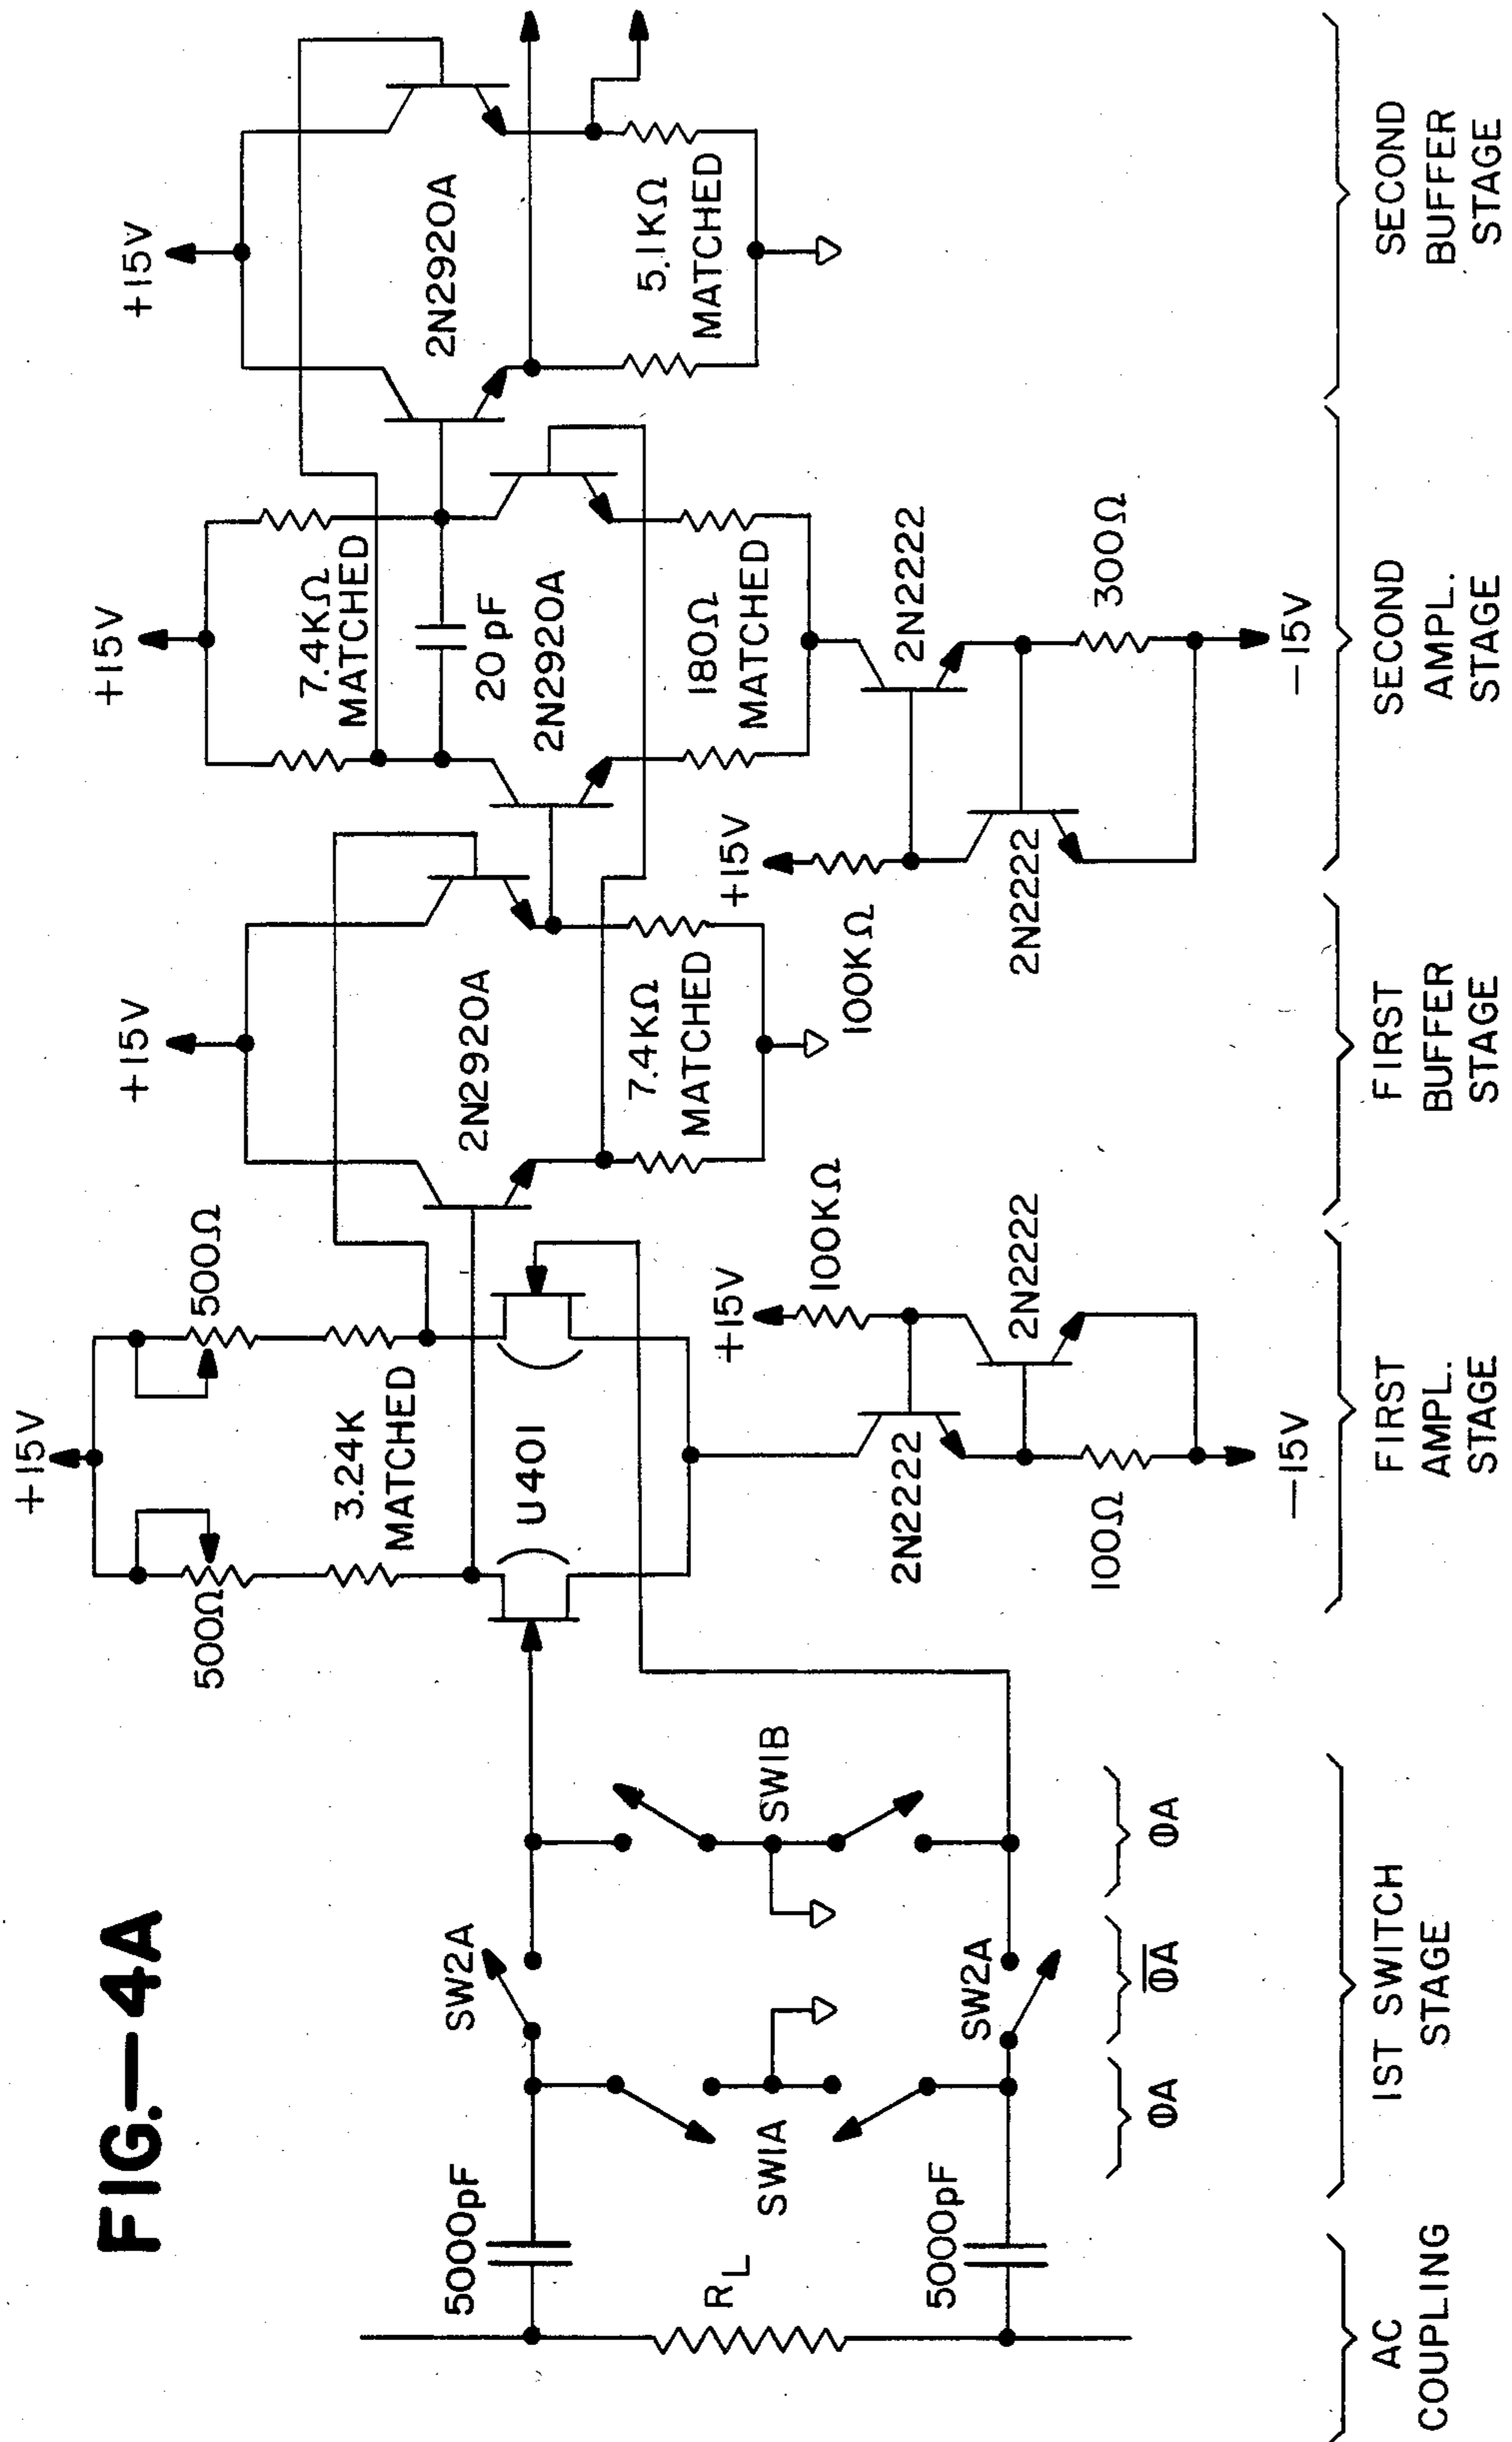 FIG.—4A
5000pF
RL
5000pF
AC
COUPLING
SW1A
SW2A
SW2A
SW1B
ΦA
Φ̅A̅
ΦA
1ST SWITCH
STAGE
+15V
500Ω
500Ω
3.24K
MATCHED
U401
+15V
100KΩ
2N2222
2N2222
100Ω
—15V
FIRST
AMPL.
STAGE
+15V
2N2920A
7.4KΩ
MATCHED
FIRST
BUFFER
STAGE
+15V
7.4KΩ
MATCHED
20pF
2N2920A
180Ω
MATCHED
+15V
100KΩ
2N2222
2N2222
300Ω
—15V
SECOND
AMPL.
STAGE
+15V
2N2920A
5.1KΩ
MATCHED
SECOND
BUFFER
STAGE